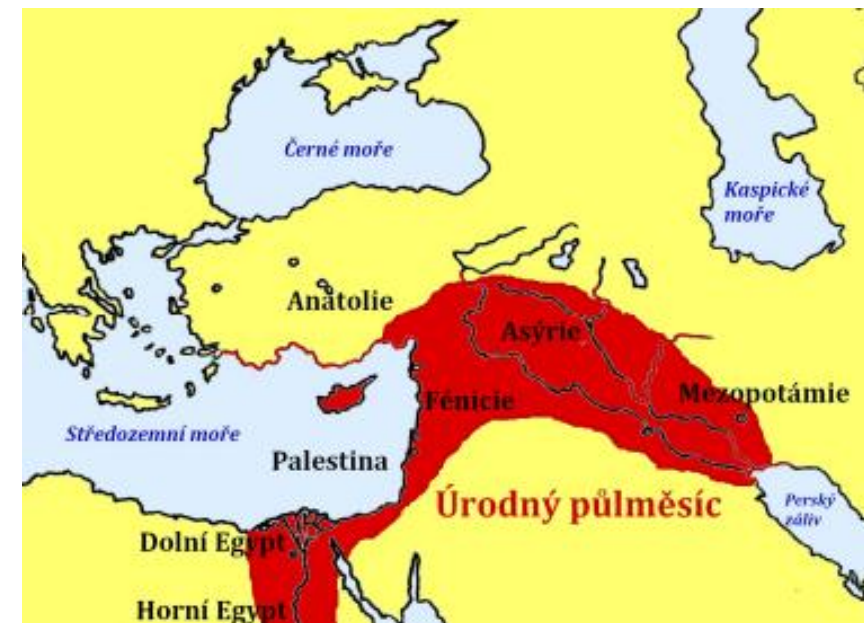 Černé moře
Kaspické
moře
Anatolie
Asýrie
Fénicie
Mezopotámie
Středozemní moře
Palestina
Úrodný půlměsíc
Perský
záliv
Dolní Egypt
Horní Egypt